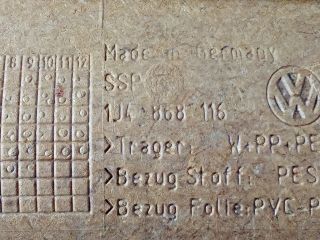 Made in Germany
8 9 10 11 12
SSP
1J4 868 116
>Träger: W+PP+PE
>Bezug Stoff: PES
>Bezug Folie:PVC-P